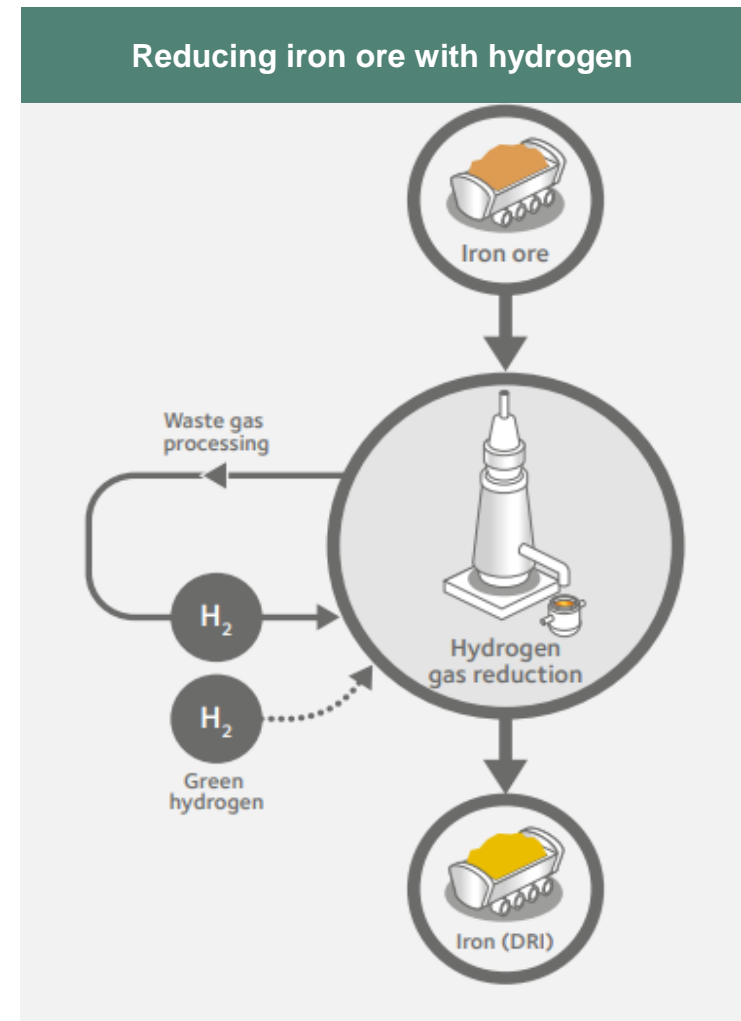 Reducing iron ore with hydrogen
Iron ore
Waste gas
processing
H₂
Hydrogen
gas reduction
H₂
Green
hydrogen
Iron (DRI)